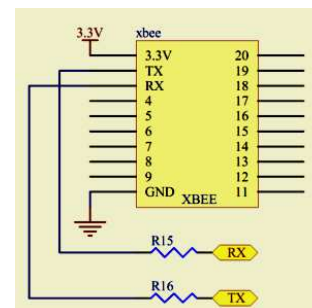 3.3V xbee
3.3V 20
TX 19
RX 18
4 17
5 16
6 15
7 14
8 13
9 12
GND 11
XBEE
R15
RX
R16
TX